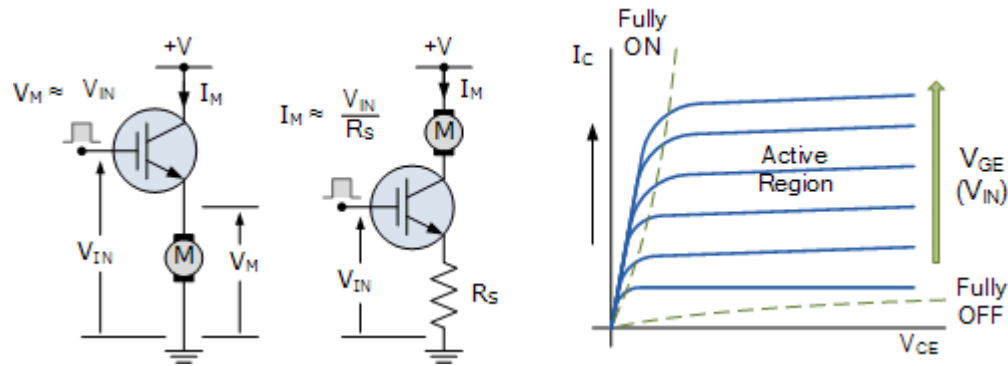 +V
V_M ≈ V_IN
I_M
V_IN
M
V_M
+V
I_M
I_M ≈ V_IN / R_S
M
V_IN
R_S
Fully
ON
I_C
Active
Region
V_GE
(V_IN)
Fully
OFF
V_CE